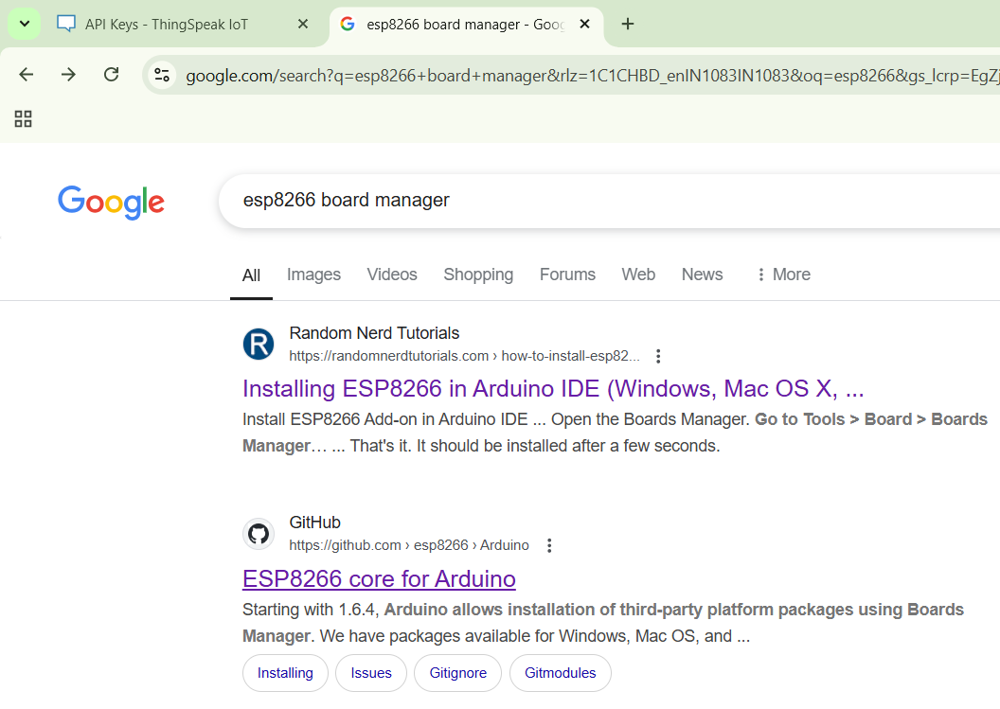 API Keys - ThingSpeak IoT
esp8266 board manager - Goo
google.com/search?q=esp8266+board+manager&rlz=1C1CHBD_enIN1083IN1083&oq=esp8266&gs_lcrp=EgZj
Google
esp8266 board manager
All Images Videos Shopping Forums Web News More
Random Nerd Tutorials
https://randomnerdtutorials.com › how-to-install-esp82...
Installing ESP8266 in Arduino IDE (Windows, Mac OS X, ...
Install ESP8266 Add-on in Arduino IDE ... Open the Boards Manager. Go to Tools > Board > Boards
Manager… ... That's it. It should be installed after a few seconds.
GitHub
https://github.com › esp8266 › Arduino
ESP8266 core for Arduino
Starting with 1.6.4, Arduino allows installation of third-party platform packages using Boards
Manager. We have packages available for Windows, Mac OS, and ...
Installing Issues Gitignore Gitmodules